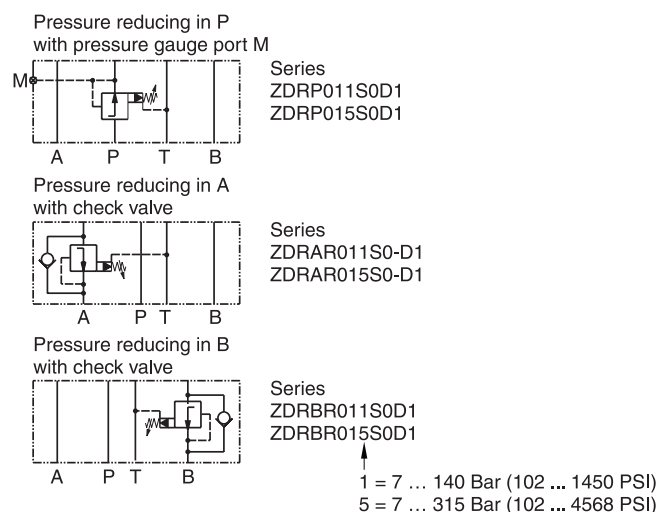 Pressure reducing in P
with pressure gauge port M
M
A P T B
Series
ZDRP011S0D1
ZDRP015S0D1
Pressure reducing in A
with check valve
A P T B
Series
ZDRAR011S0-D1
ZDRAR015S0-D1
Pressure reducing in B
with check valve
A P T B
Series
ZDRBR011S0D1
ZDRBR015S0D1
1 = 7 ... 140 Bar (102 ... 1450 PSI)
5 = 7 ... 315 Bar (102 ... 4568 PSI)